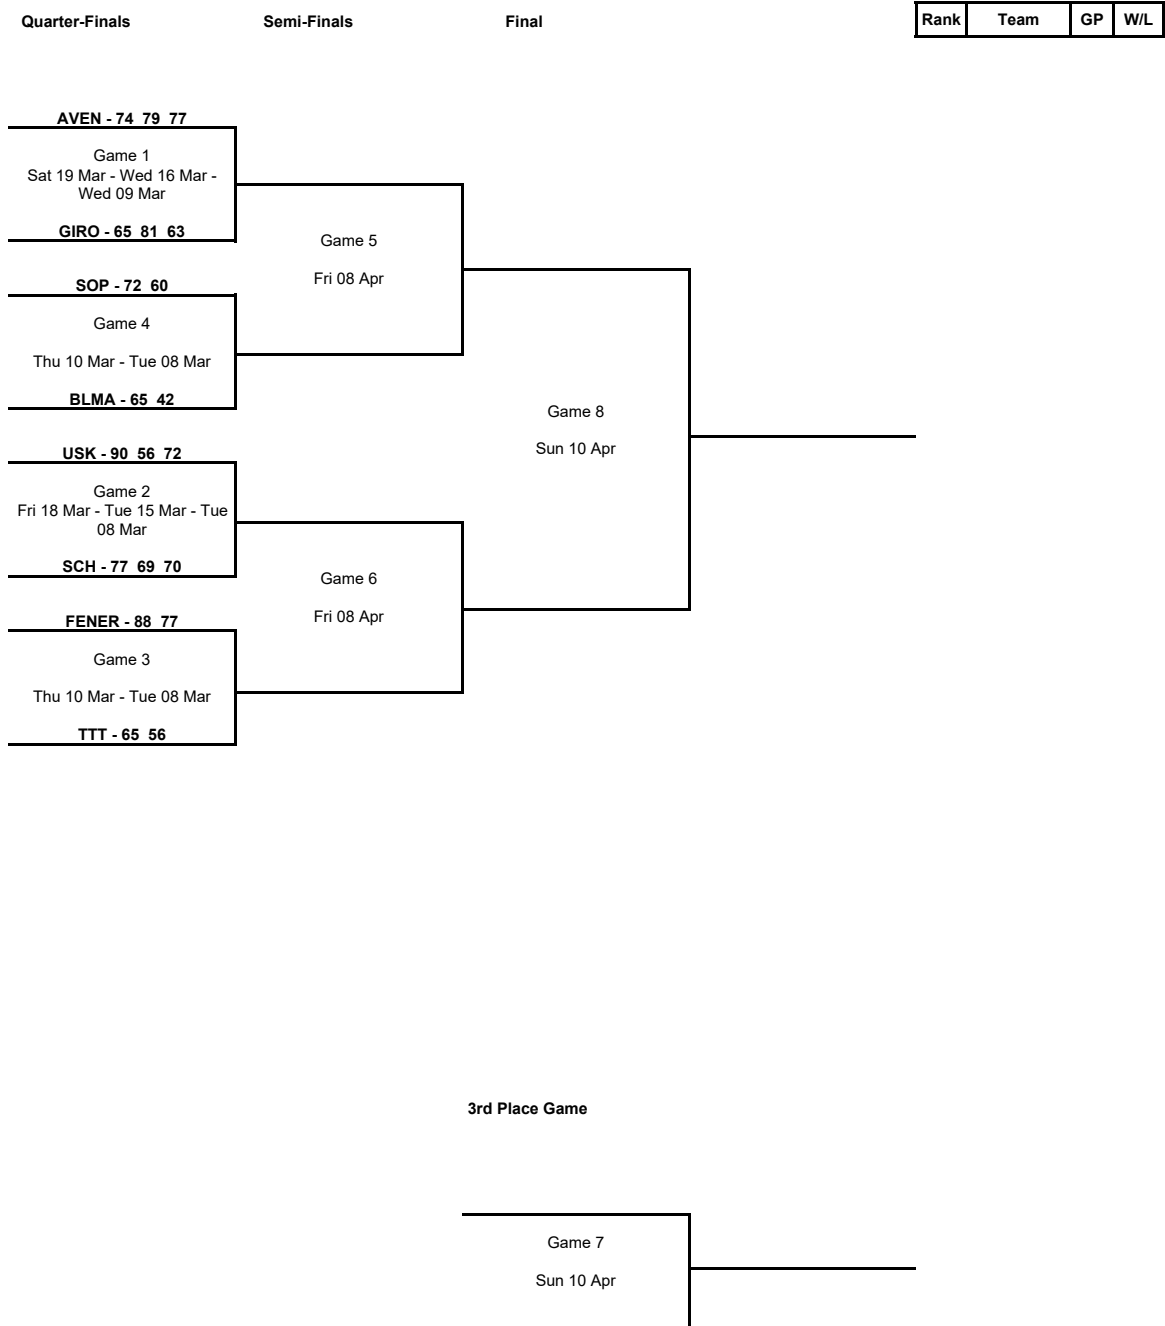 Quarter-Finals Semi-Finals Final
Rank Team GP W/L
AVEN - 74 79 77
Game 1
Sat 19 Mar - Wed 16 Mar -
Wed 09 Mar
GIRO - 65 81 63
SOP - 72 60
Game 4
Thu 10 Mar - Tue 08 Mar
BLMA - 65 42
USK - 90 56 72
Game 2
Fri 18 Mar - Tue 15 Mar - Tue
08 Mar
SCH - 77 69 70
FENER - 88 77
Game 3
Thu 10 Mar - Tue 08 Mar
TTT - 65 56
Game 5
Fri 08 Apr
Game 6
Fri 08 Apr
Game 8
Sun 10 Apr
3rd Place Game
Game 7
Sun 10 Apr